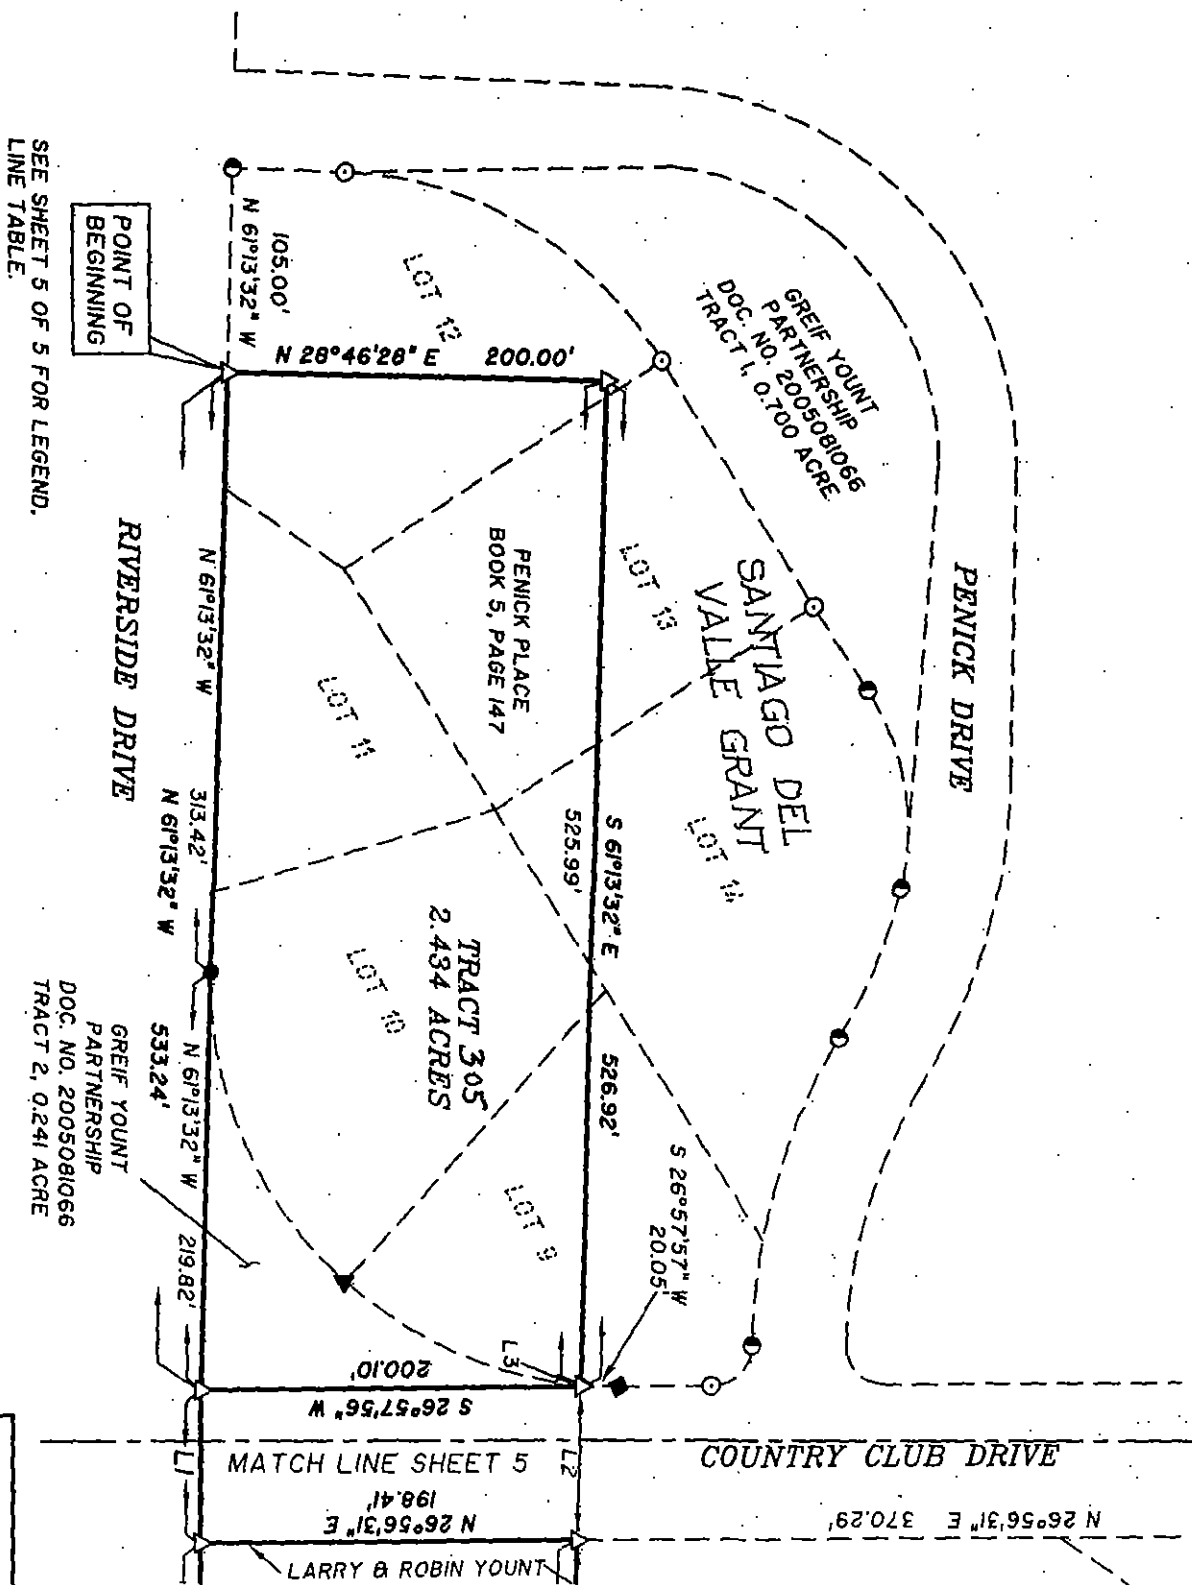 SEE SHEET 5 OF 5 FOR LEGEND,
LINE TABLE.
POINT OF
BEGINNING
105.00'
N 61°13'32" W
LOT 12
N 28°46'28" E 200.00'
GREIF YOUNT
PARTNERSHIP
DOC. NO. 2005081066
TRACT 1, 0.700 ACRE
PENICK DRIVE
SANTIAGO DEL
VALLE GRANT
LOT 13
PENICK PLACE
BOOK 5, PAGE 147
LOT 11
N 61°13'32" W
313.42'
RIVERSIDE DRIVE
N 61°13'32" W
533.24'
S 61°13'32" E
525.99'
526.92'
LOT 14
TRACT 305
2.434 ACRES
LOT 10
N 61°13'32" W
219.82'
GREIF YOUNT
PARTNERSHIP
DOC. NO. 2005081066
TRACT 2, 0.241 ACRE
LOT 9
S 26°57'57" W
20.05'
L3
200.10'
S 26°57'56" W
L1
MATCH LINE SHEET 5
L2
COUNTRY CLUB DRIVE
198.41'
N 26°56'31" E
N 26°56'31" E 370.29'
LARRY & ROBIN YOUNT